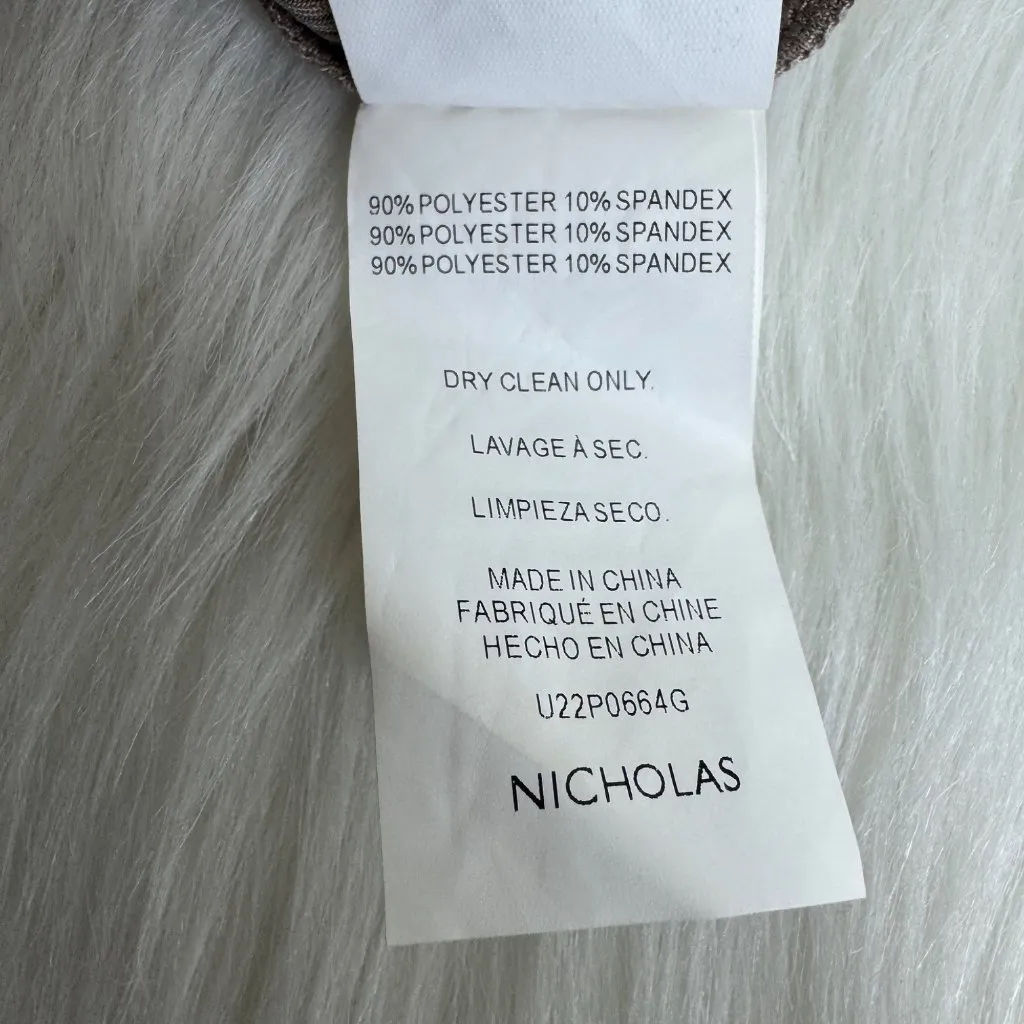 90% POLYESTER 10% SPANDEX
90% POLYESTER 10% SPANDEX
90% POLYESTER 10% SPANDEX
DRY CLEAN ONLY.
LAVAGE À SEC.
LIMPIEZA SECO.
MADE IN CHINA
FABRIQUÉ EN CHINE
HECHO EN CHINA
U22P0664G
NICHOLAS